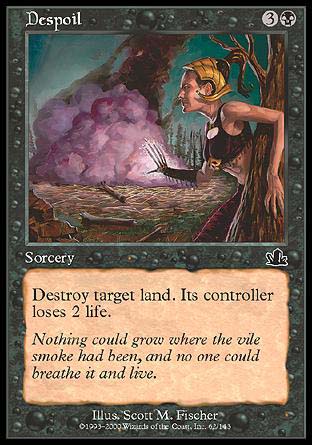 Despoil 3
Sorcery
Destroy target land. Its controller
loses 2 life.
Nothing could grow where the vile
smoke had been, and no one could
breathe it and live.
Illus. Scott M. Fischer
©1993-2000 Wizards of the Coast, Inc. 62/143